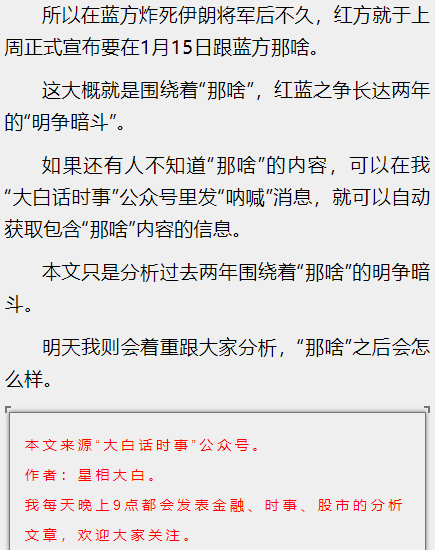 所以在蓝方炸死伊朗将军后不久，红方就于上
周正式宣布要在1月15日跟蓝方那啥。
这大概就是围绕着“那啥”，红蓝之争长达两年
的“明争暗斗”。
如果还有人不知道“那啥”的内容，可以在我
“大白话时事”公众号里发“呐喊”消息，就可以自动
获取包含“那啥”内容的信息。
本文只是分析过去两年围绕着“那啥”的明争暗
斗。
明天我则会着重跟大家分析，“那啥”之后会怎
么样。
本文来源“大白话时事”公众号。
作者：星相大白。
我每天晚上9点都会发表金融、时事、股市的分析
文章，欢迎大家关注。